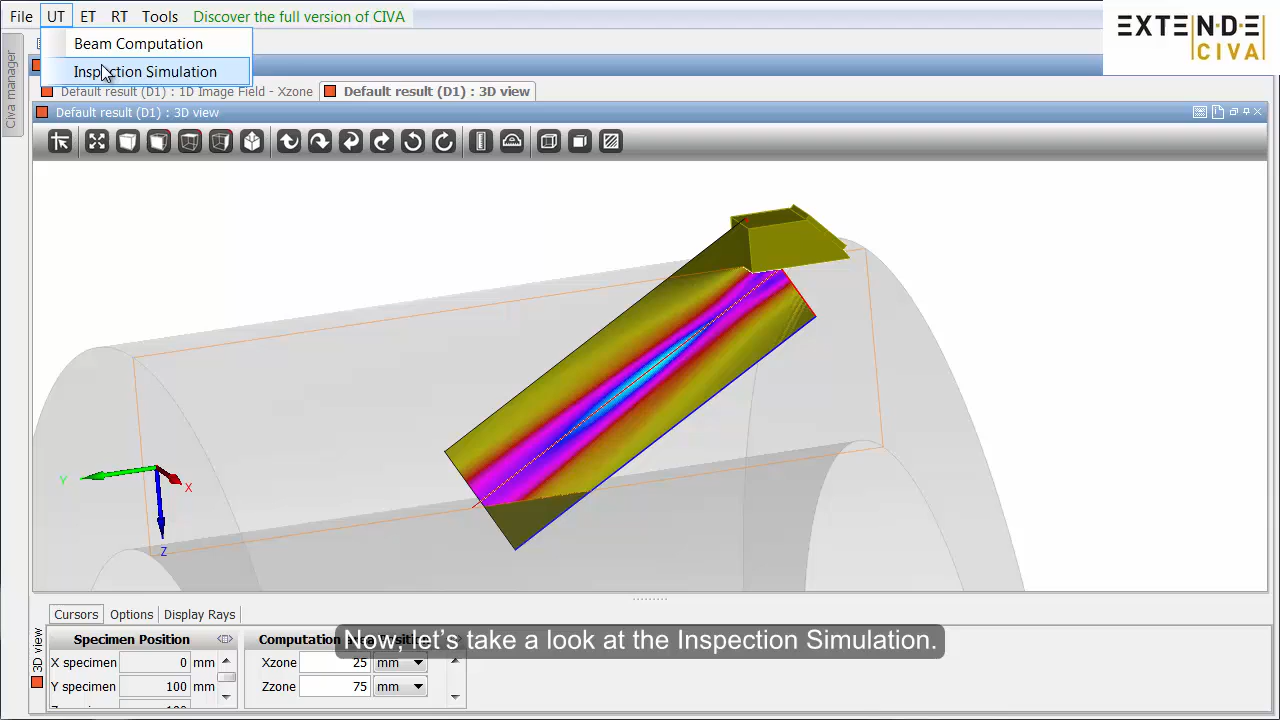 File UT ET RT Tools Discover the full version of CIVA
EXTENDE
CIVA
Beam Computation
Inspection Simulation
Civa manager
Default result (D1) : 1D Image Field - Xzone
Default result (D1) : 3D view
Default result (D1) : 3D view
Y
X
Z
Cursors Options Display Rays
3D view
Specimen Position
X specimen 0 mm
Y specimen 100 mm
Xzone 25 mm
Zzone 75 mm
Now, let's take a look at the Inspection Simulation.